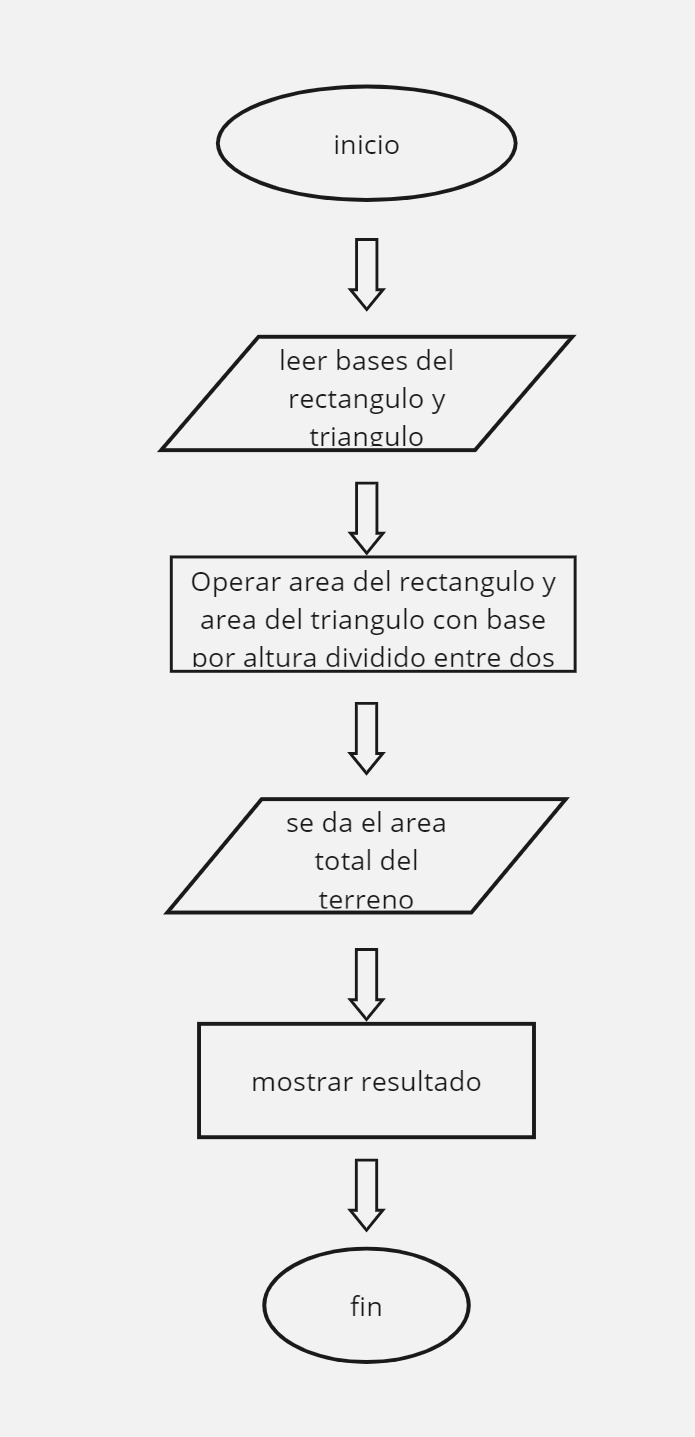 inicio
leer bases del
rectangulo y
triangulo
Operar area del rectangulo y
area del triangulo con base
por altura dividido entre dos
se da el area
total del
terreno
mostrar resultado
fin